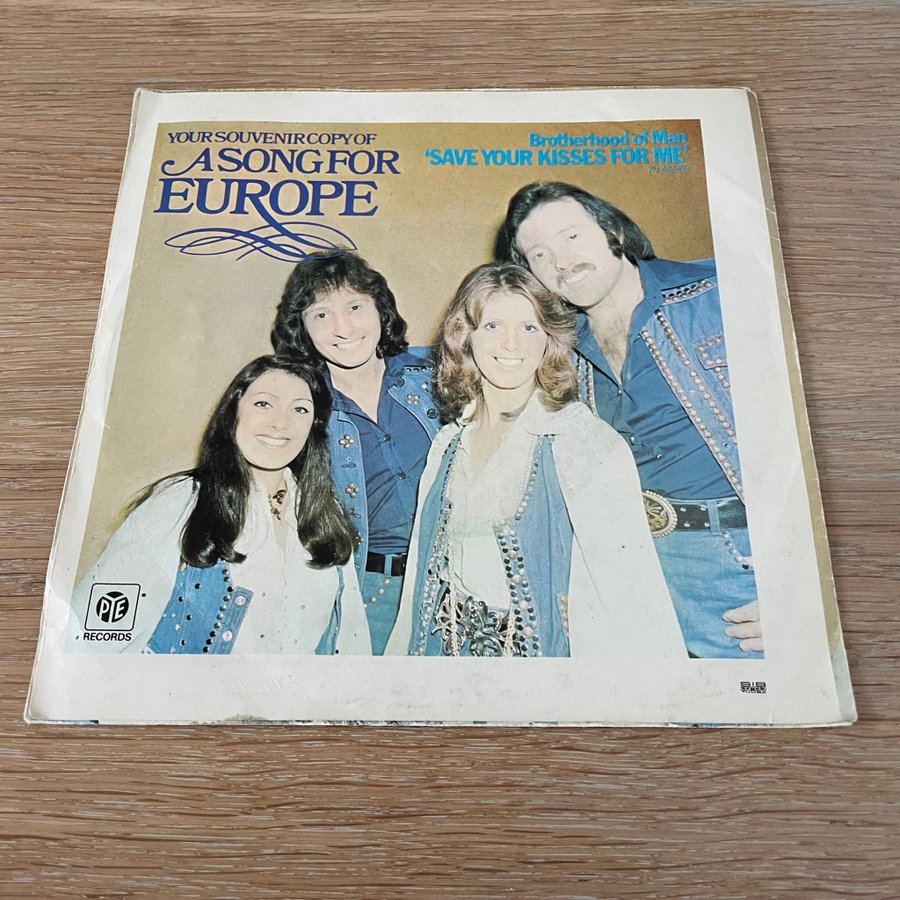 YOUR SOUVENIR COPY OF
A SONG FOR
EUROPE
Brotherhood of Man
'SAVE YOUR KISSES FOR ME'
PYE
RECORDS